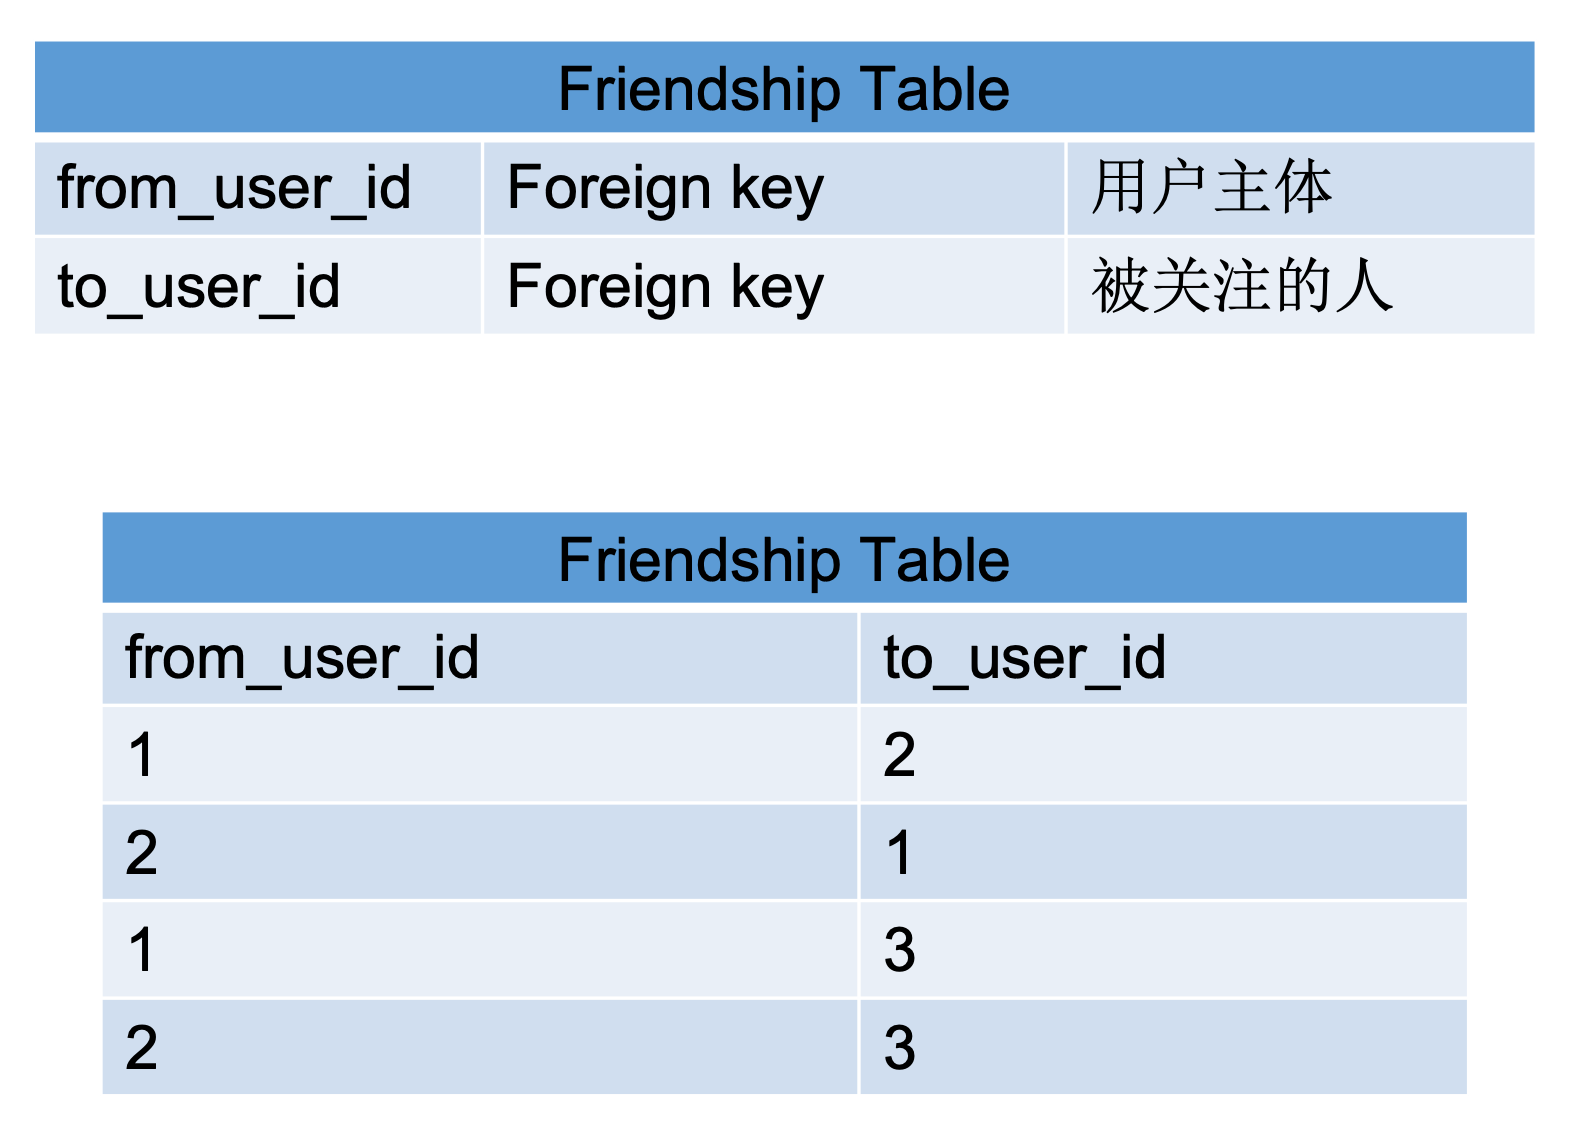 Friendship Table
from_user_id Foreign key 用户主体
to_user_id Foreign key 被关注的人
Friendship Table
from_user_id to_user_id
1 2
2 1
1 3
2 3